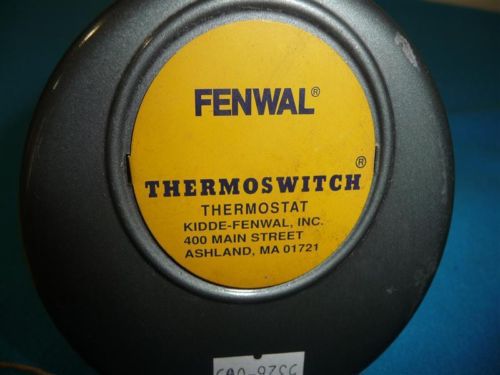 FENWAL®
THERMOSWITCH®
THERMOSTAT
KIDDE-FENWAL, INC.
400 MAIN STREET
ASHLAND, MA 01721